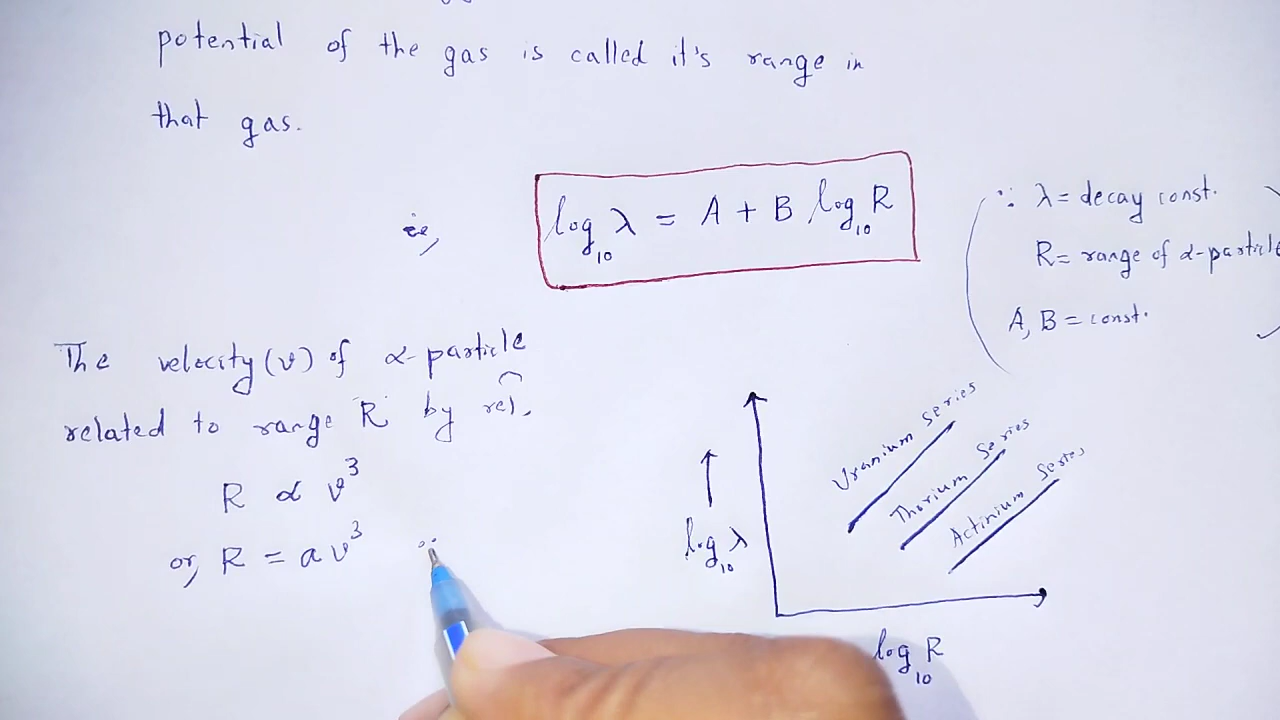 potential of the gas is called it's range in
that gas.
ie, log₁₀ λ = A + B log₁₀ R
∵ λ = decay const.
R = range of α-particle
A, B = const.
The velocity (v) of α-particle
related to range R by rel.
R ∝ v³
or, R = av³
Uranium series
Thorium Series
Actinium Series
log₁₀ λ
log₁₀ R